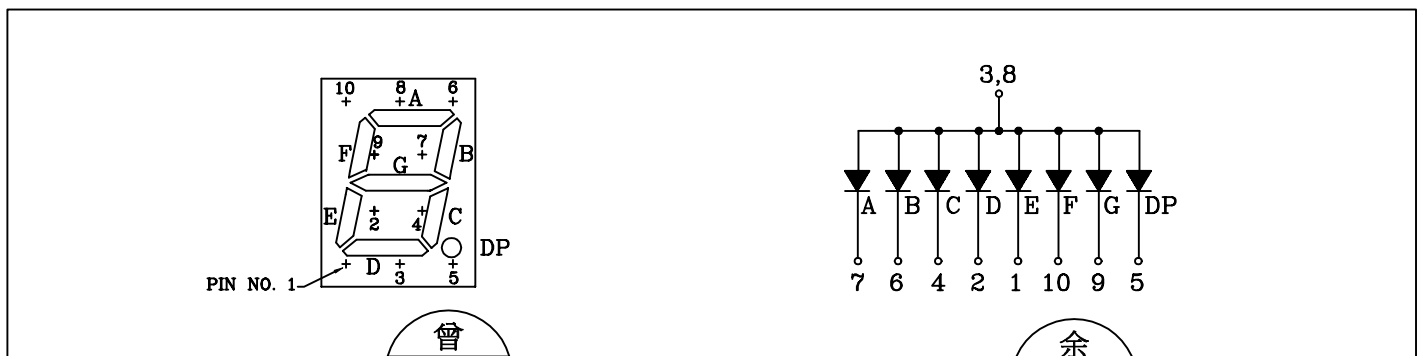 10 8 6
A
9 7
F G B
E 2 4 C
D DP
PIN NO. 1 3 5
3,8
A B C D E F G DP
7 6 4 2 1 10 9 5
曾
余